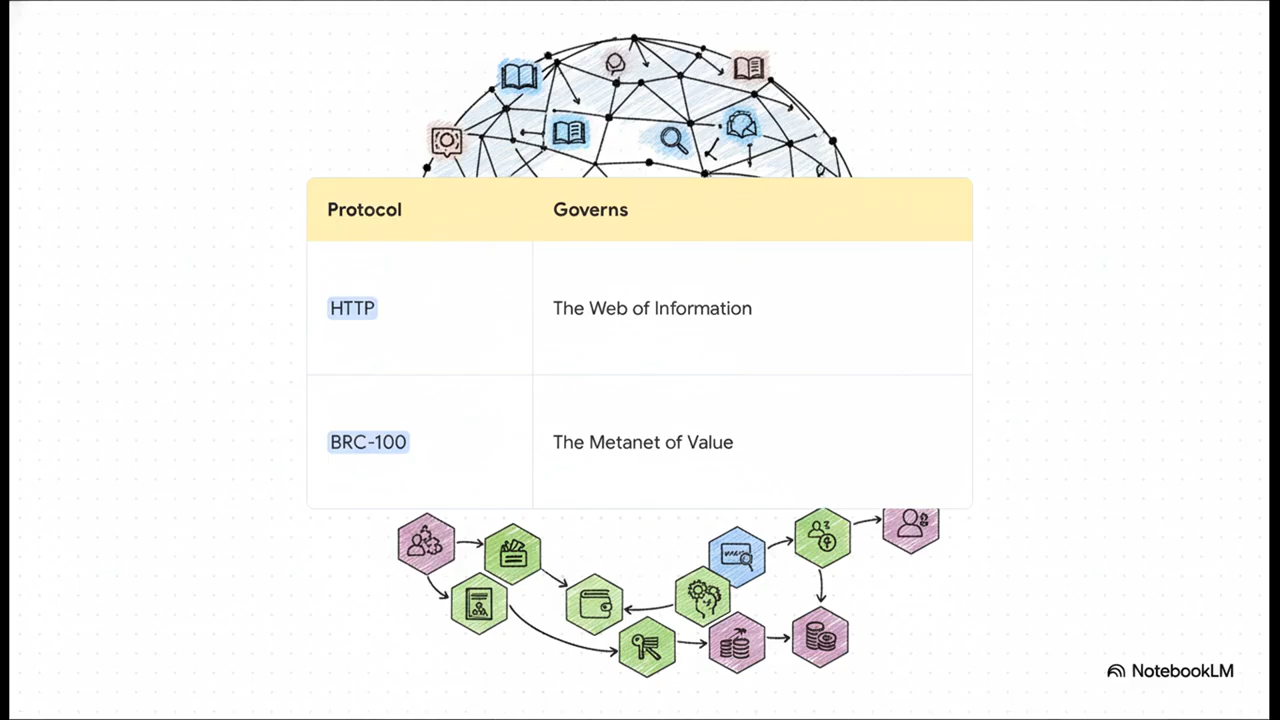 Protocol Governs
HTTP The Web of Information
BRC-100 The Metanet of Value
NotebookLM